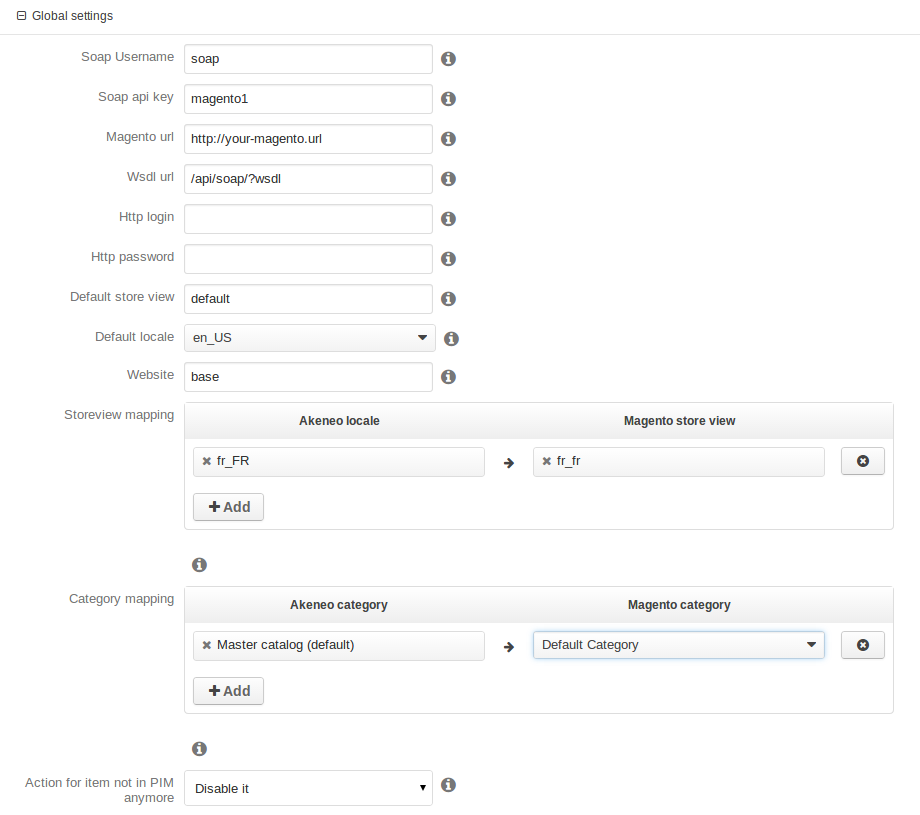 Global settings
Soap Username soap
Soap api key magento1
Magento url http://your-magento.url
Wsdl url /api/soap/?wsdl
Http login
Http password
Default store view default
Default locale en_US
Website base
Storeview mapping
Akeneo locale Magento store view
fr_FR fr_fr
Add
Category mapping
Akeneo category Magento category
Master catalog (default) Default Category
Add
Action for item not in PIM
anymore
Disable it